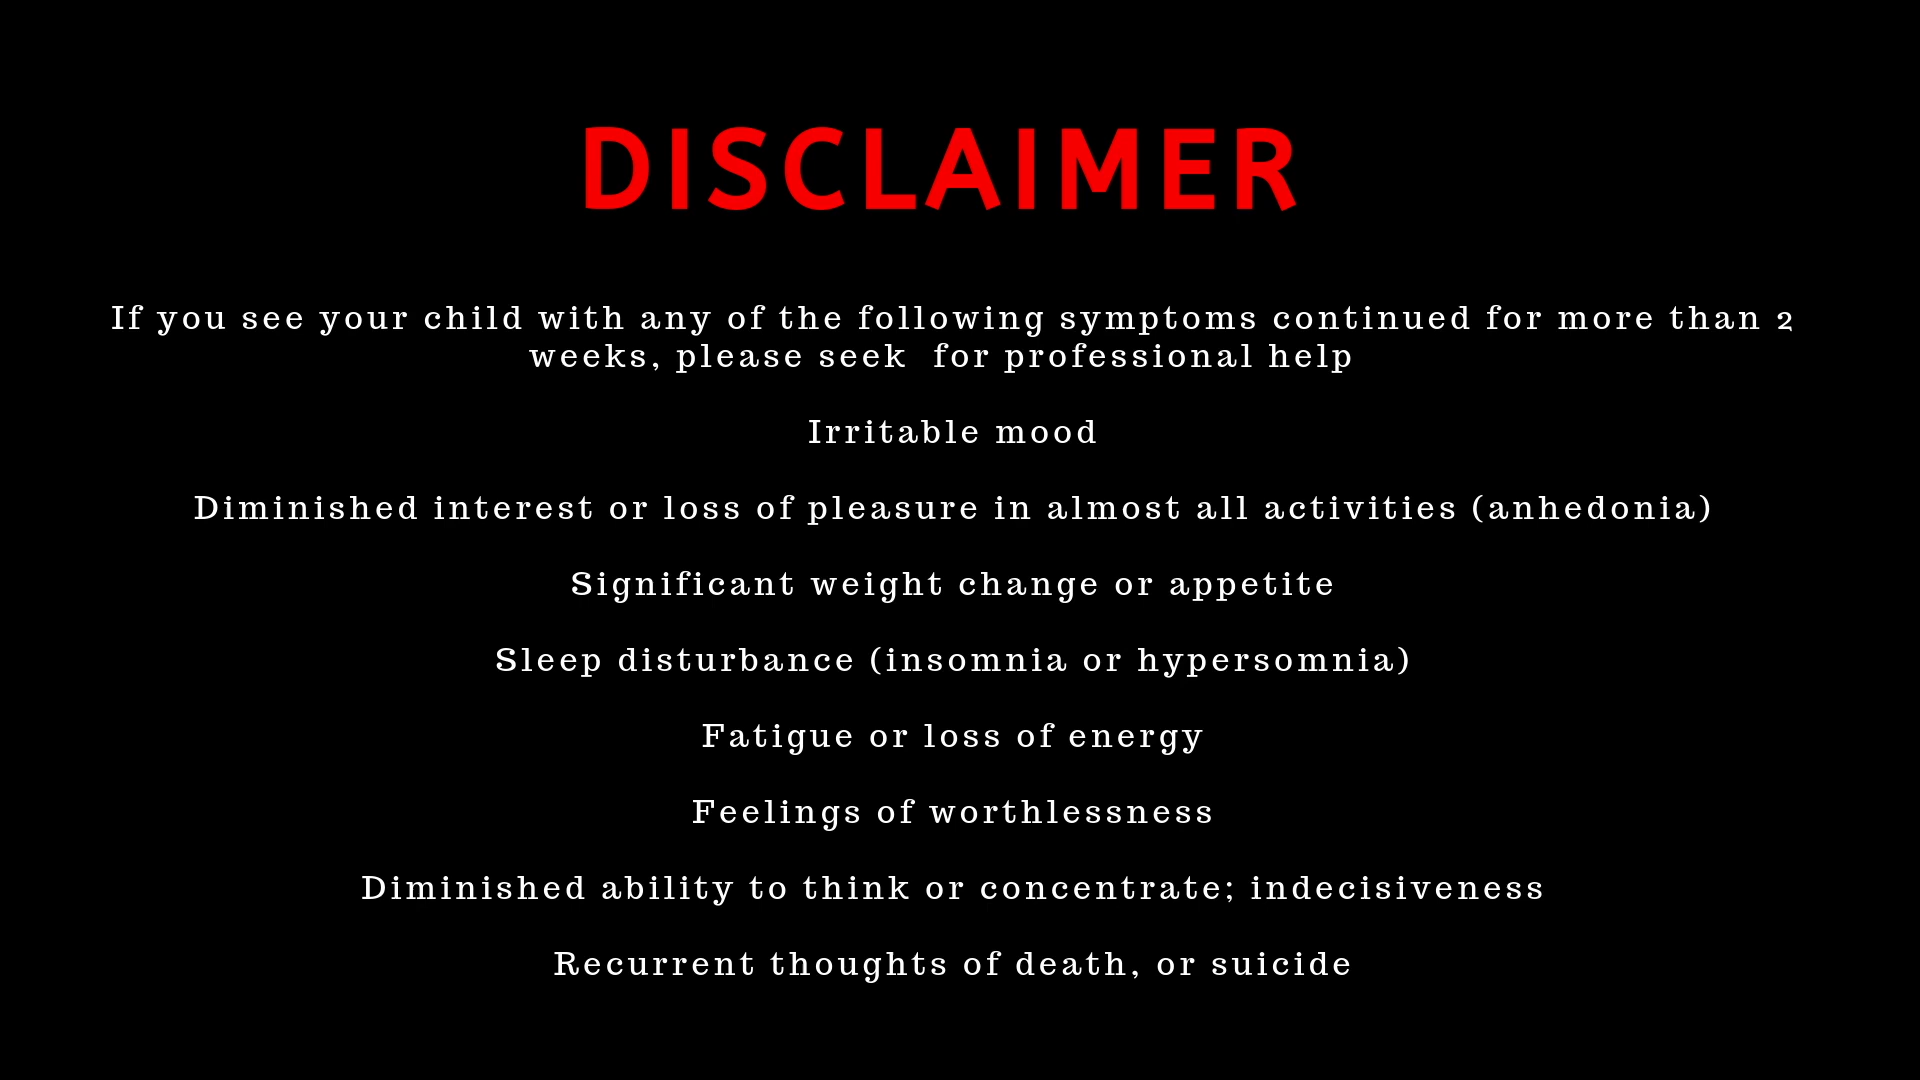 DISCLAIMER
If you see your child with any of the following symptoms continued for more than 2
weeks, please seek  for professional help
Irritable mood
Diminished interest or loss of pleasure in almost all activities (anhedonia)
Significant weight change or appetite
Sleep disturbance (insomnia or hypersomnia)
Fatigue or loss of energy
Feelings of worthlessness
Diminished ability to think or concentrate; indecisiveness
Recurrent thoughts of death, or suicide